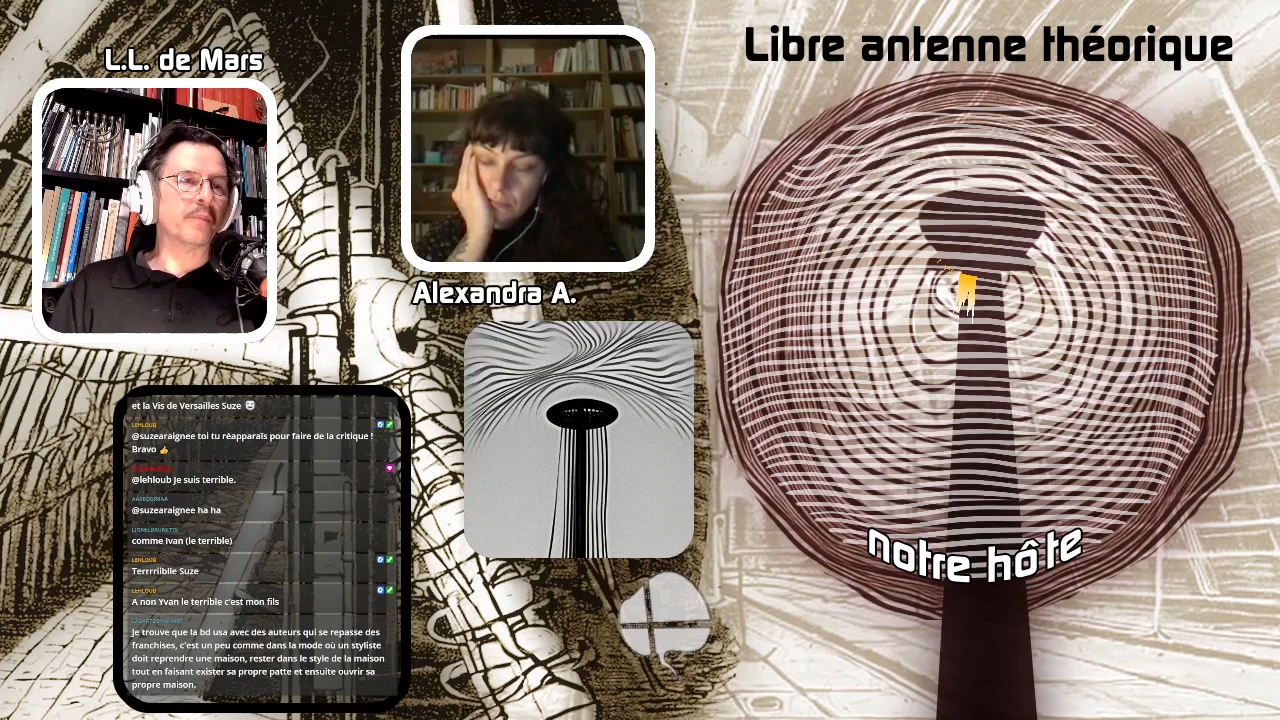 Libre antenne théorique
L.L. de Mars
Alexandra A.
et la Vis de Versailles Suze
LEHLOUB
@suzearaignee toi tu réapparaîs pour faire de la critique !
Bravo 👍
@lehloub je suis terrible.
@suzearaignee ha ha
comme Ivan (le terrible)
LEHLOUB
Terrrriiblle Suze
LEHLOUB
A non Yvan le terrible c'est mon fils
Je trouve que la bd usa avec des auteurs qui se repasse des
franchises, c'est un peu comme dans la mode où un styliste
doit reprendre une maison, rester dans le style de la maison
tout en faisant exister sa propre patte et ensuite ouvrir sa
propre maison.
notre hôte